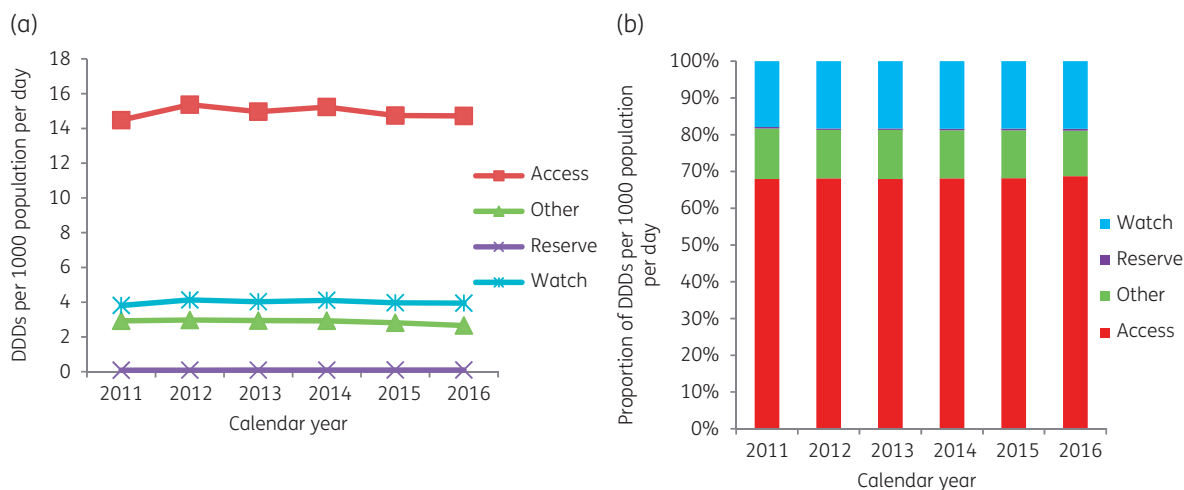 (a)
DDDs per 1000 population per day
18
16
14
12
10
8
6
4
2
0
2011 2012 2013 2014 2015 2016
Calendar year
Access
Other
Reserve
Watch
(b)
Proportion of DDDs per 1000 population
per day
100%
90%
80%
70%
60%
50%
40%
30%
20%
10%
0%
2011 2012 2013 2014 2015 2016
Calendar year
Watch
Reserve
Other
Access